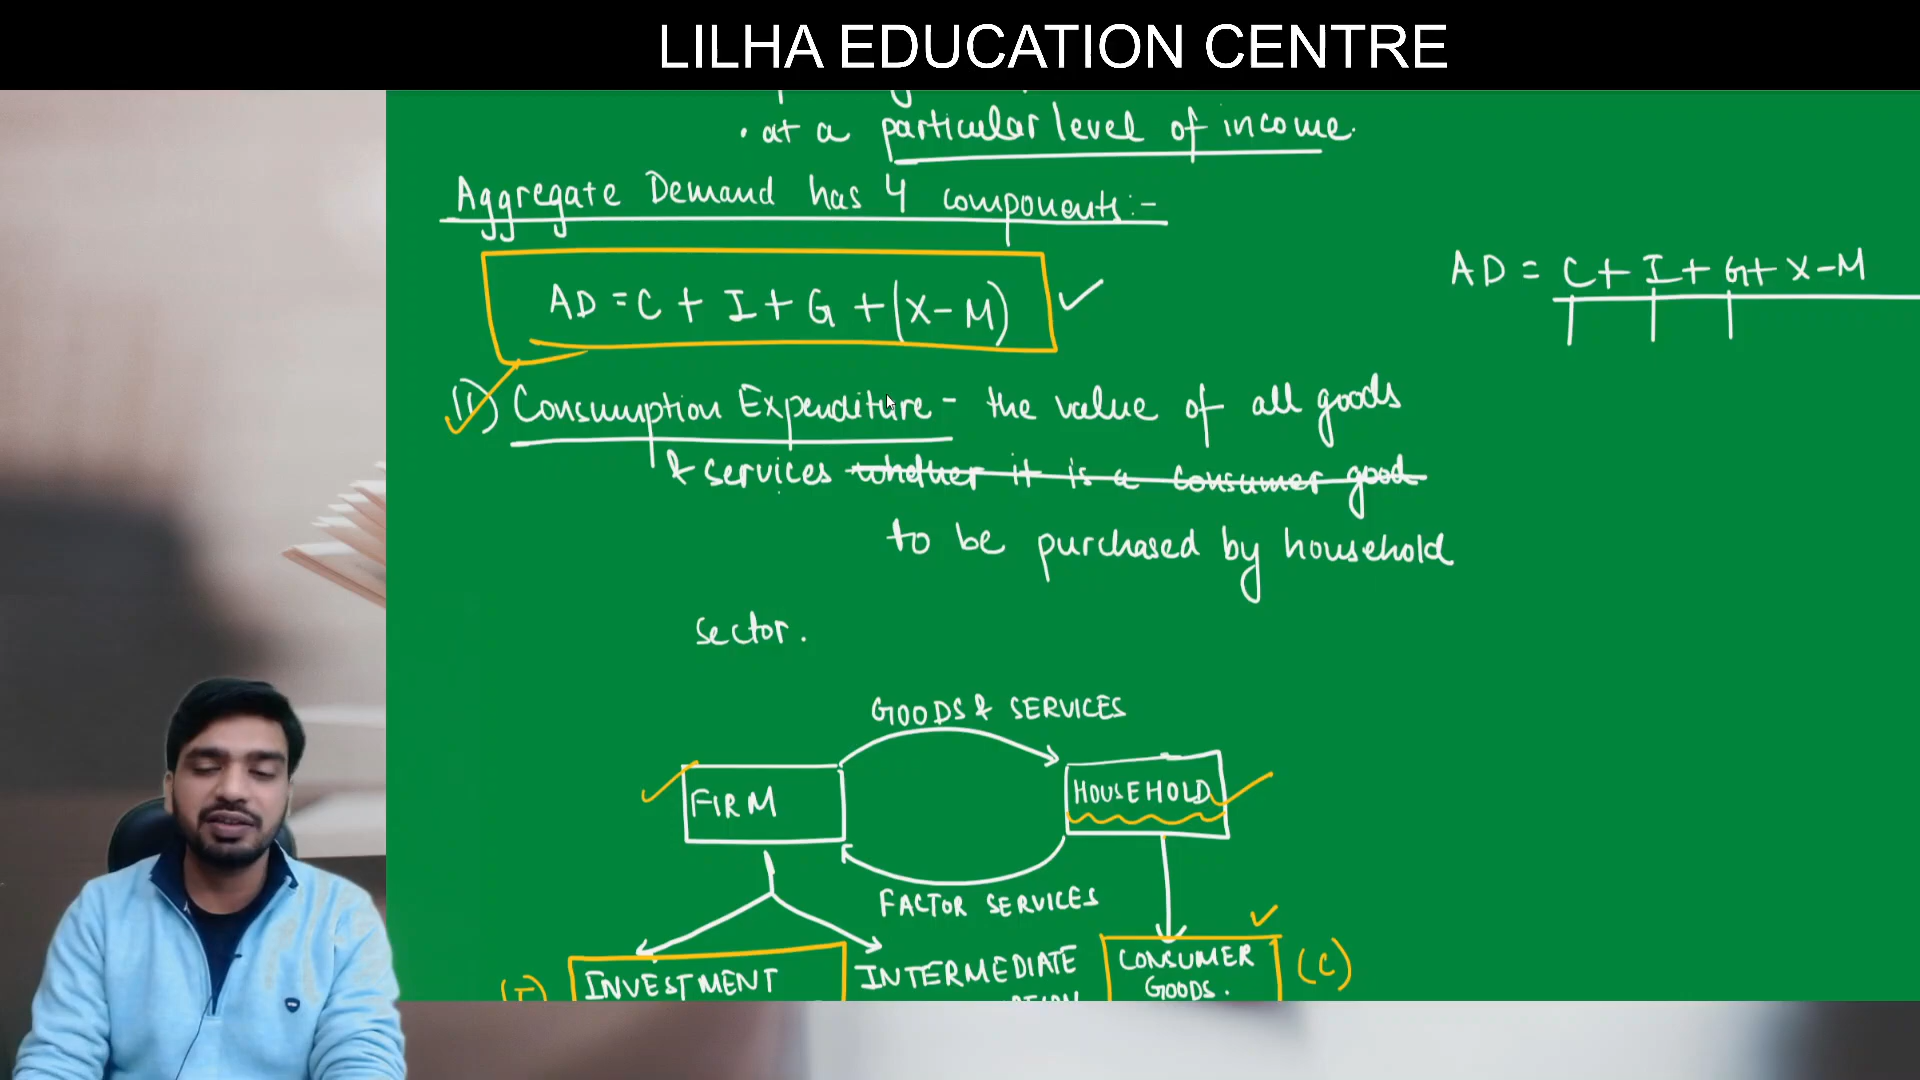 LILHA EDUCATION CENTRE
• at a particular level of income.
Aggregate Demand has 4 components:-
AD = C + I + G + (X-M)
AD = C + I + G + X-M
(1) Consumption Expenditure - the value of all goods
& services whether it is a consumer good
to be purchased by household
sector.
GOODS & SERVICES
FIRM
HOUSEHOLD
FACTOR SERVICES
INVESTMENT
INTERMEDIATE
CONSUMER
GOODS.
(C)
(I)